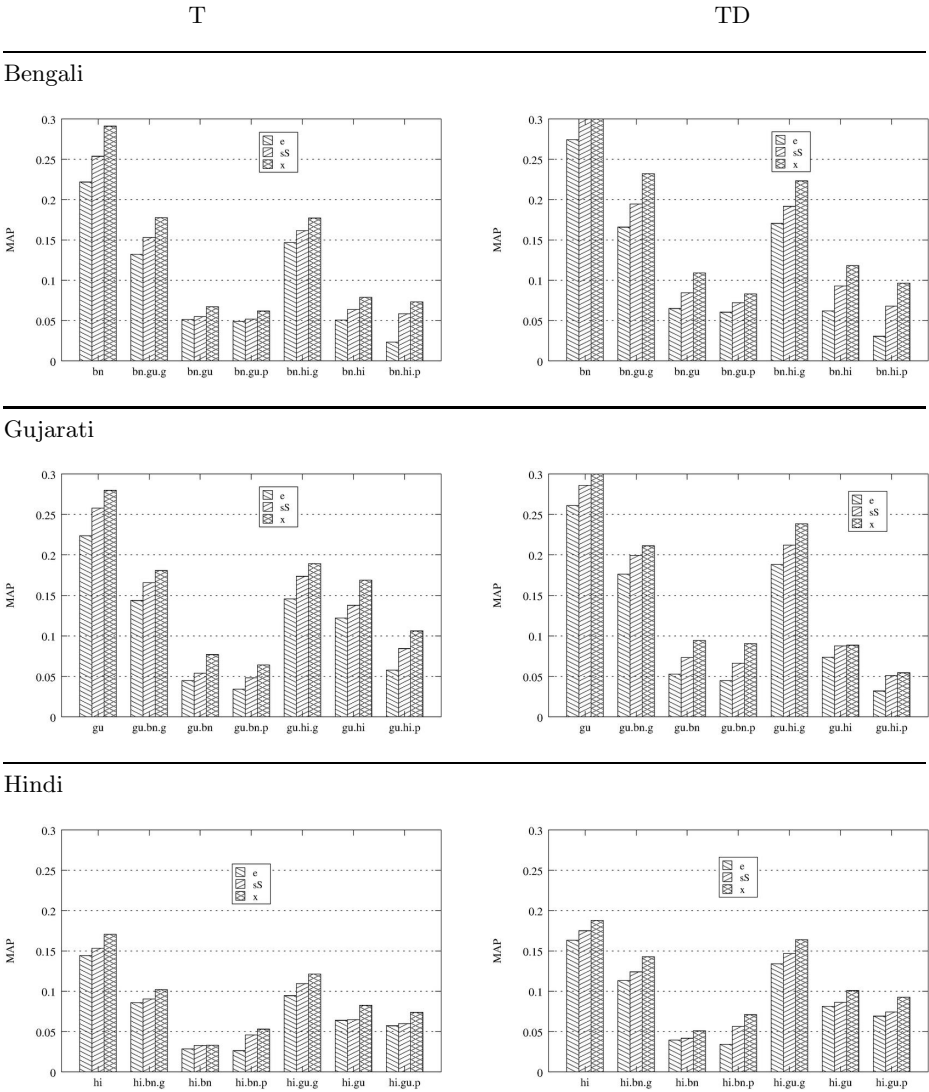 T TD
Bengali
0.3
0.25
0.2
0.15
0.1
0.05
0
MAP
e
sS
x
bn bn.gu.g bn.gu bn.gu.p bn.hi.g bn.hi bn.hi.p
0.3
0.25
0.2
0.15
0.1
0.05
0
MAP
e
sS
x
bn bn.gu.g bn.gu bn.gu.p bn.hi.g bn.hi bn.hi.p
Gujarati
0.3
0.25
0.2
0.15
0.1
0.05
0
MAP
e
sS
x
gu gu.bn.g gu.bn gu.bn.p gu.hi.g gu.hi gu.hi.p
0.3
0.25
0.2
0.15
0.1
0.05
0
MAP
e
sS
x
gu gu.bn.g gu.bn gu.bn.p gu.hi.g gu.hi gu.hi.p
Hindi
0.3
0.25
0.2
0.15
0.1
0.05
0
MAP
e
sS
x
hi hi.bn.g hi.bn hi.bn.p hi.gu.g hi.gu hi.gu.p
0.3
0.25
0.2
0.15
0.1
0.05
0
MAP
e
sS
x
hi hi.bn.g hi.bn hi.bn.p hi.gu.g hi.gu hi.gu.p